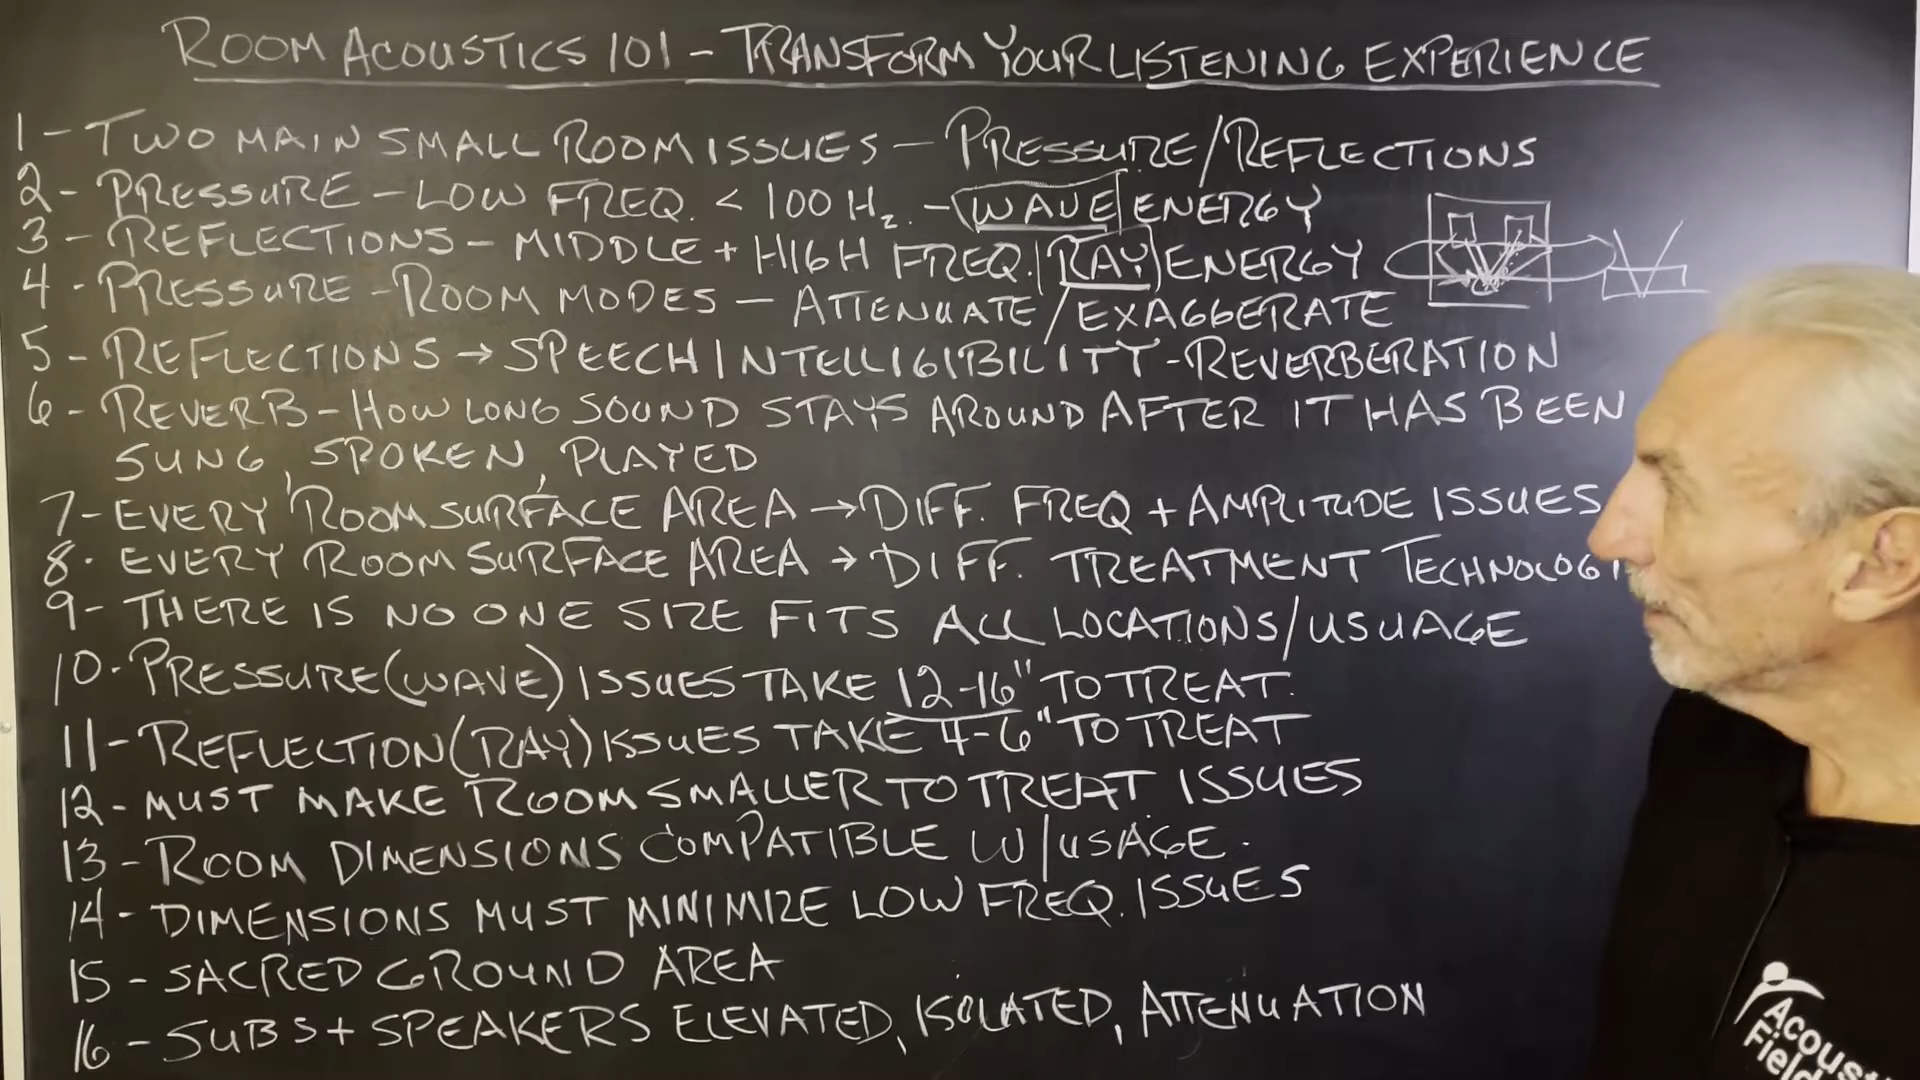 ROOM ACOUSTICS 101 - TRANSFORM YOUR LISTENING EXPERIENCE
1 - TWO MAIN SMALL ROOM ISSUES - PRESSURE/REFLECTIONS
2 - PRESSURE - LOW FREQ. < 100 Hz. - WAVE ENERGY
3 - REFLECTIONS - MIDDLE + HIGH FREQ. RAY ENERGY
4 - PRESSURE - ROOM MODES - ATTENUATE/EXAGGERATE
5 - REFLECTIONS → SPEECH INTELLIGIBILITY - REVERBERATION
6 - REVERB - HOW LONG SOUND STAYS AROUND AFTER IT HAS BEEN
SUNG, SPOKEN, PLAYED
7 - EVERY ROOM SURFACE AREA → DIFF. FREQ + AMPLITUDE ISSUES
8 - EVERY ROOM SURFACE AREA → DIFF. TREATMENT TECHNOLOGI
9 - THERE IS NO ONE SIZE FITS ALL LOCATIONS/USUAGE
10 - PRESSURE (WAVE) ISSUES TAKE 12-16" TO TREAT.
11 - REFLECTION (RAY) ISSUES TAKE 4-6" TO TREAT
12 - MUST MAKE ROOM SMALLER TO TREAT ISSUES
13 - ROOM DIMENSIONS COMPATIBLE W/USAGE.
14 - DIMENSIONS MUST MINIMIZE LOW FREQ. ISSUES
15 - SACRED GROUND AREA
16 - SUBS + SPEAKERS ELEVATED, ISOLATED, ATTENUATION
Acoust
Field